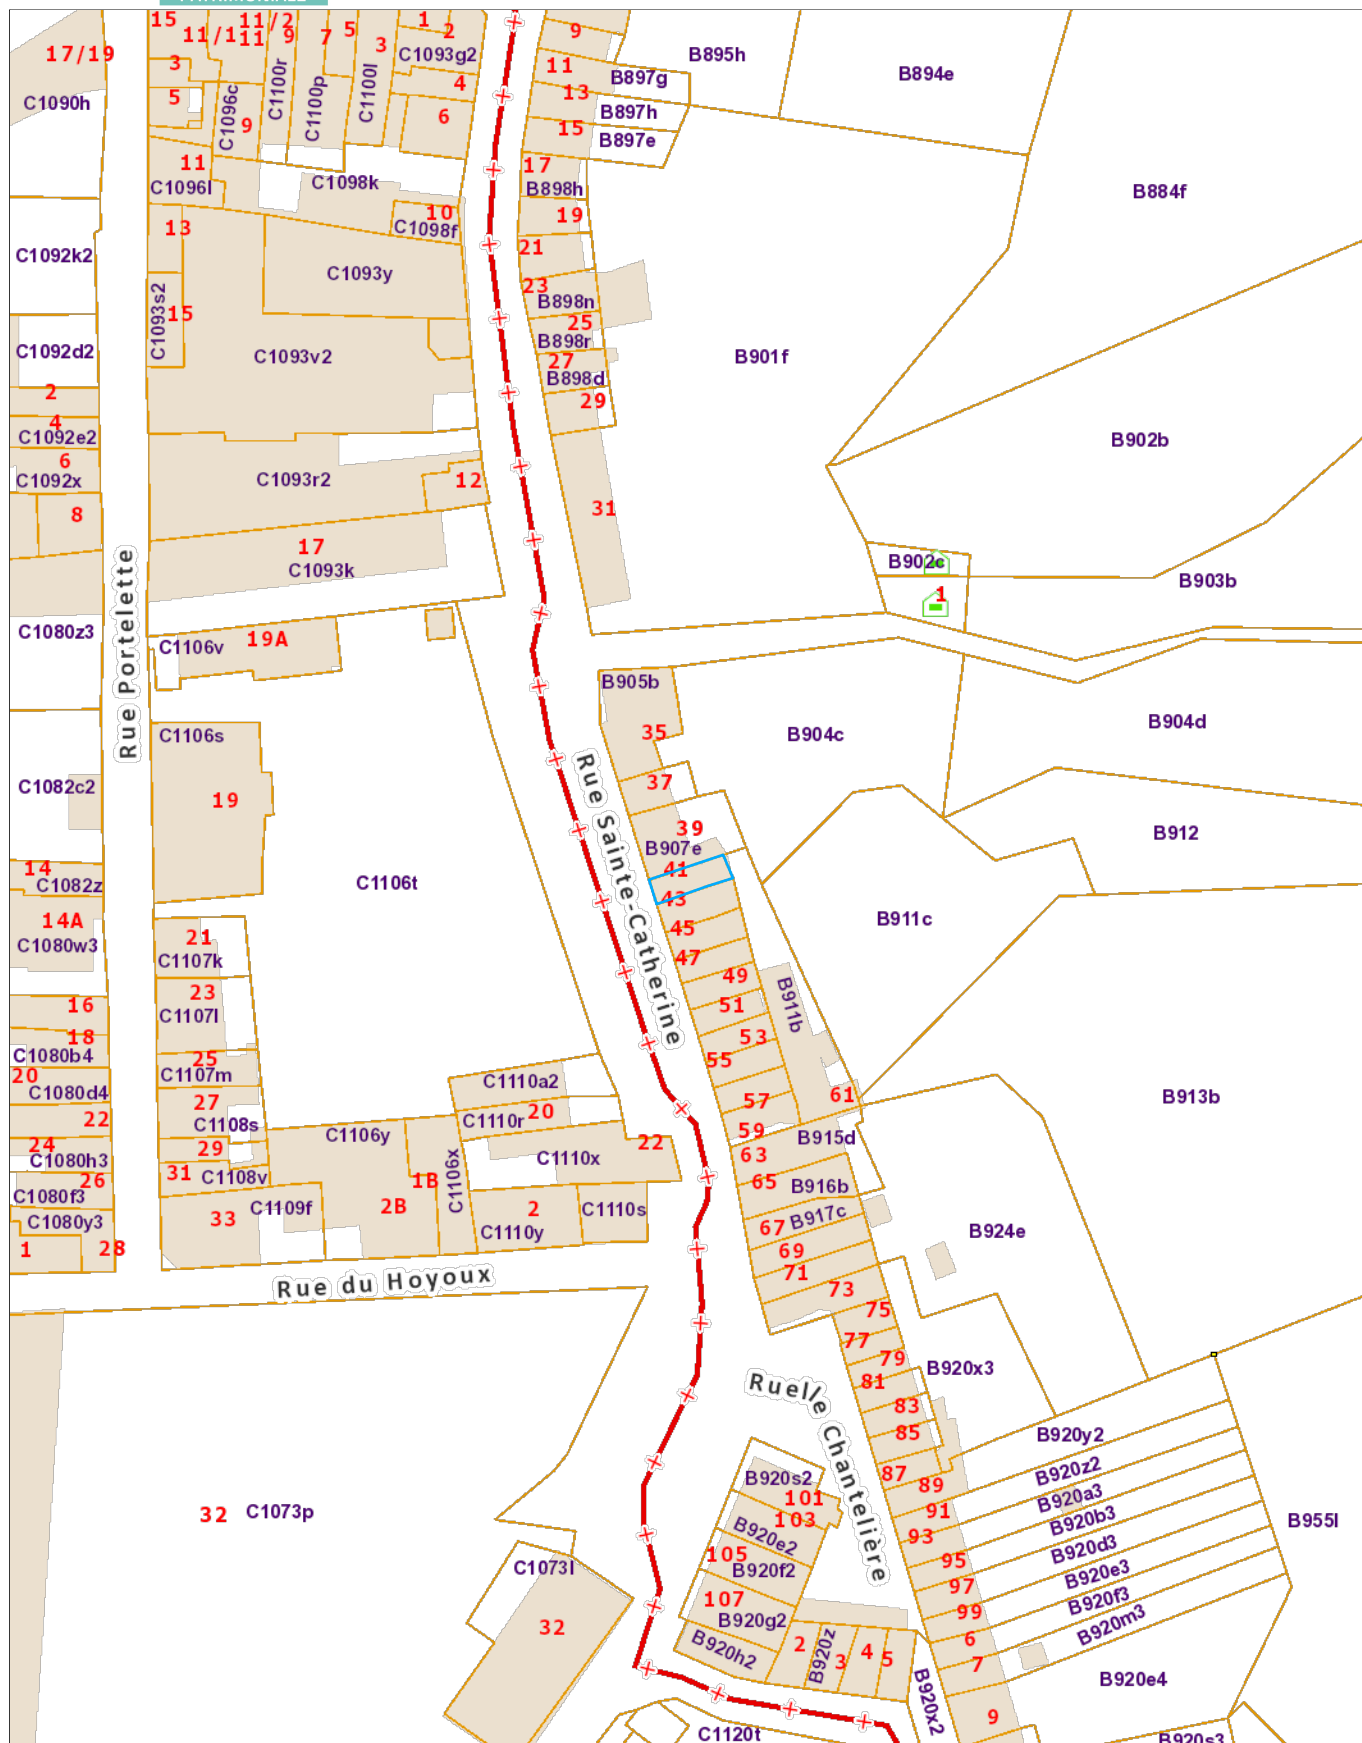 15
11/1
11/2
11
9
7
5
3
1
2
9
B895h
17/19
C1093g2
11
B897g
B894e
3
4
13
B897h
5
C1090h
C1096c
C1100r
C1100p
C1100l
6
15
B897e
9
11
17
C1096l
C1098k
B898h
B884f
13
10
C1098f
19
C1092k2
21
C1093y
23
B898n
C1093s2
15
25
B898r
C1092d2
C1093v2
27
B898d
B901f
2
29
4
C1092e2
B902b
6
C1092x
C1093r2
12
8
31
17
C1093k
B902c
B903b
1
Rue Portelette
C1080z3
C1106v
19A
B905b
C1106s
35
B904c
B904d
37
C1082c2
19
39
B907e
B912
14
C1082z
C1106t
41
43
Rue Sainte-Catherine
14A
C1080w3
45
B911c
21
C1107k
47
49
16
23
C1107l
51
B911b
18
C1080b4
53
25
55
20
C1080d4
C1107m
C1110a2
61
B913b
27
57
22
C1108s
C1110r
20
59
24
C1080h3
29
C1106y
22
B915d
63
26
C1080f3
31
C1108v
1B
C1106x
C1110x
65
B916b
C1080y3
33
C1109f
2B
2
C1110y
C1110s
67
B917c
B924e
1
28
69
Rue du Hoyoux
71
73
75
77
79
B920x3
81
Ruelle Chantelière
83
85
B920y2
87
B920z2
B920s2
89
101
B920a3
32
C1073p
91
B920b3
B955l
103
B920e2
93
B920d3
105
B920f2
95
B920e3
C1073l
97
B920f3
107
B920g2
99
B920m3
32
6
B920h2
2
B920z
3
4
5
7
B920e4
B920x2
9
C1120t
B920s3